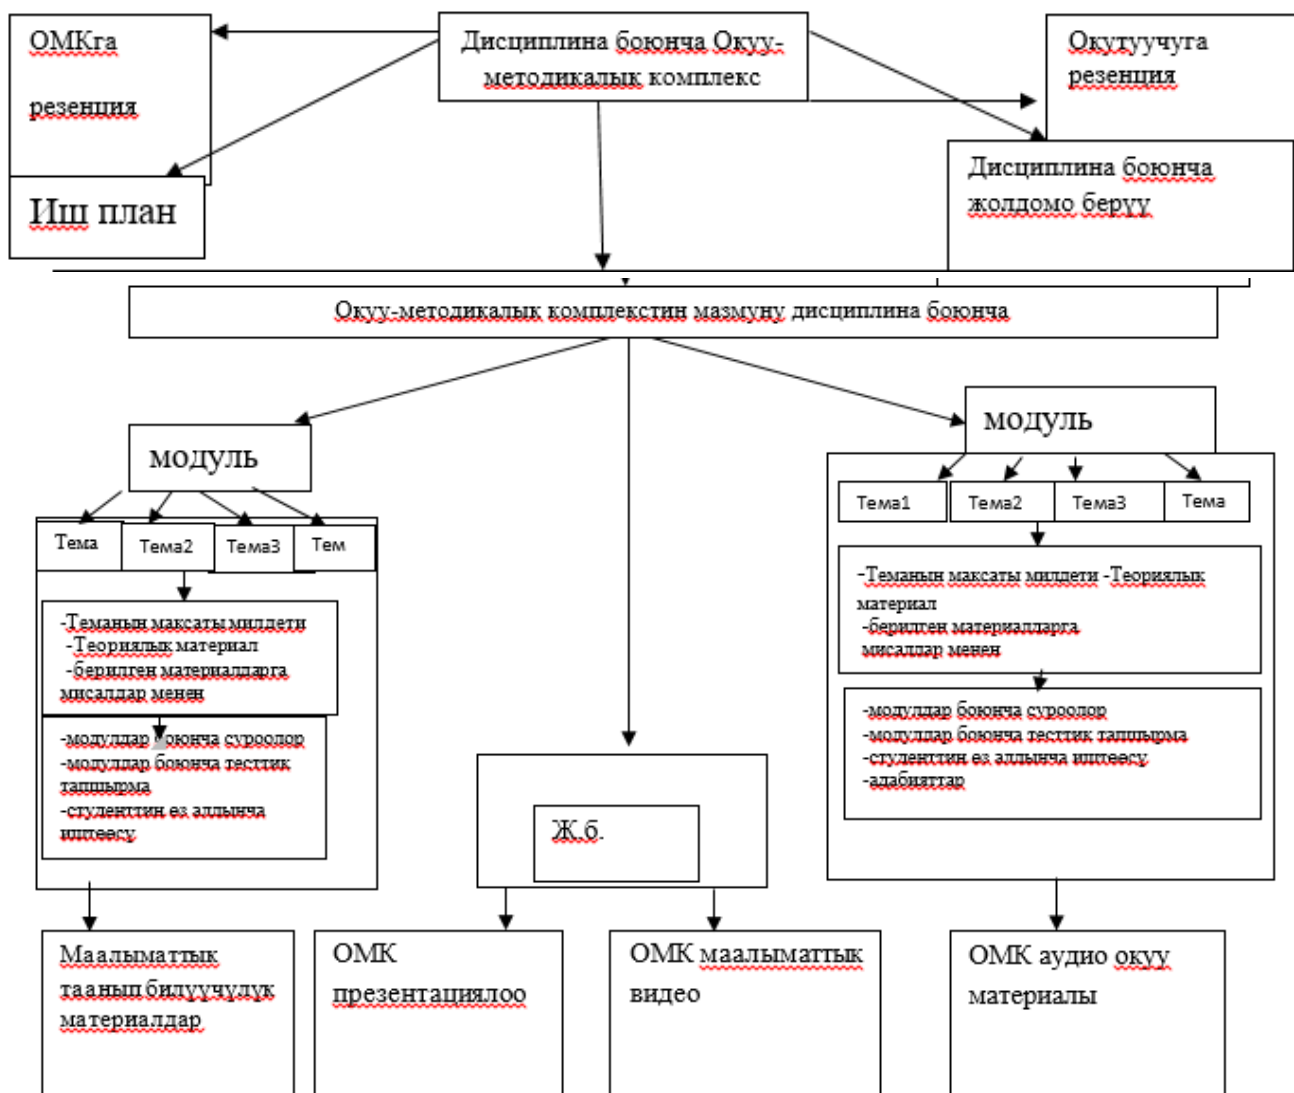 ОМКга
резенция
Дисциплина боюнча Окуу-
методикалык комплекс
Окутуучуга
резенция
Иш план
Дисциплина боюнча
жолдомо берүү
Окуу-методикалык комплекстин мазмуну дисциплина боюнча
модуль
Тема
Тема2
Тема3
Тем
-Теманын максаты милдети
-Теориялык материал
-берилген материалдарга
мисалдар менен
-модулдар боюнча суроолор
-модулдар боюнча тесттик
тапшырма
-студенттин өз алдынча
иштөөсү
модуль
Тема1
Тема2
Тема3
Тема
-Теманын максаты милдети -Теориялык
материал
-берилген материалдарга
мисалдар менен
-модулдар боюнча суроолор
-модулдар боюнча тесттик тапшырма
-студенттин өз алдынча иштөөсү
-адабияттар
Ж.б.
Маалыматтык
таанып билүүчүлүк
материалдар
ОМК
презентациялоо
ОМК маалыматтык
видео
ОМК аудио окуу
материалы